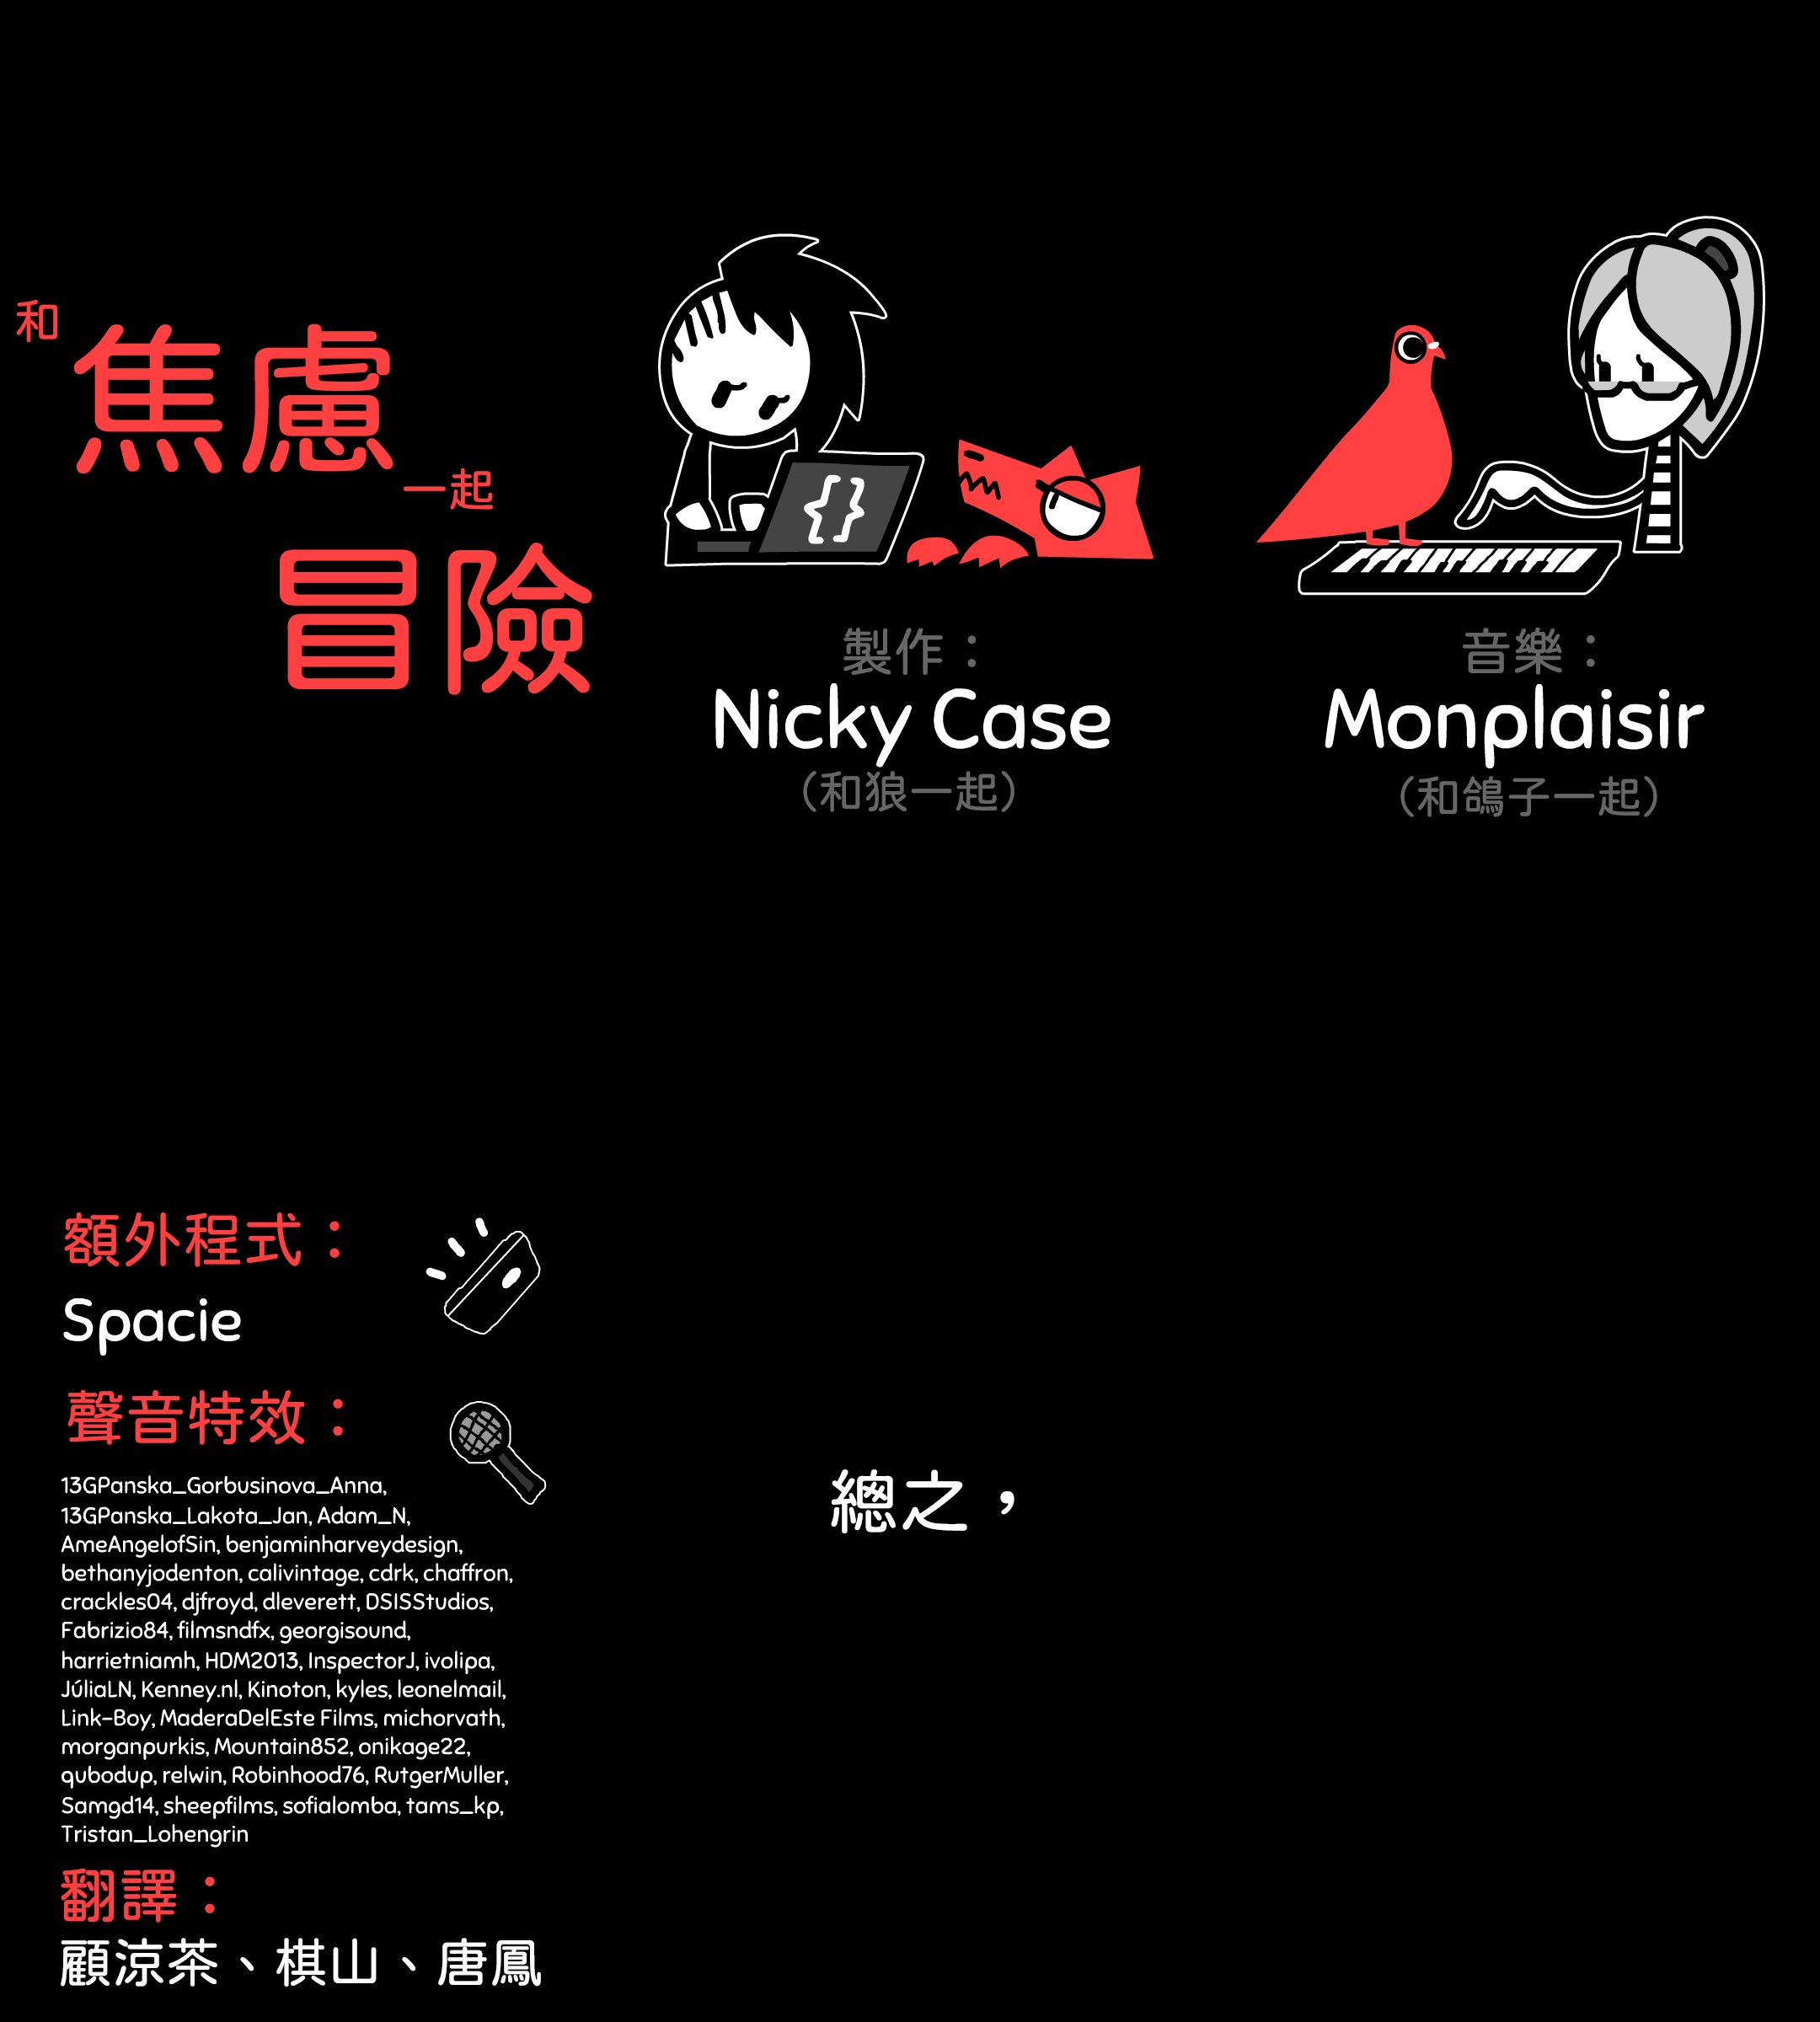 和
焦慮
一起
冒險
{}
製作：
Nicky Case
（和狼一起）
音樂：
Monplaisir
（和鴿子一起）
額外程式：
Spacie
聲音特效：
13GPanska_Gorbusinova_Anna,
13GPanska_Lakota_Jan, Adam_N,
AmeAngelofSin, benjaminharveydesign,
bethanyjodenton, calivintage, cdrk, chaffron,
crackles04, djfroyd, dleverett, DSISStudios,
Fabrizio84, filmsndfx, georgisound,
harrietniamh, HDM2013, InspectorJ, ivolipa,
JúliaLN, Kenney.nl, Kinoton, kyles, leonelmail,
Link-Boy, MaderaDelEste Films, michorvath,
morganpurkis, Mountain852, onikage22,
qubodup, relwin, Robinhood76, RutgerMuller,
Samgd14, sheepfilms, sofialomba, tams_kp,
Tristan_Lohengrin
翻譯：
顧涼茶、棋山、唐鳳
總之，